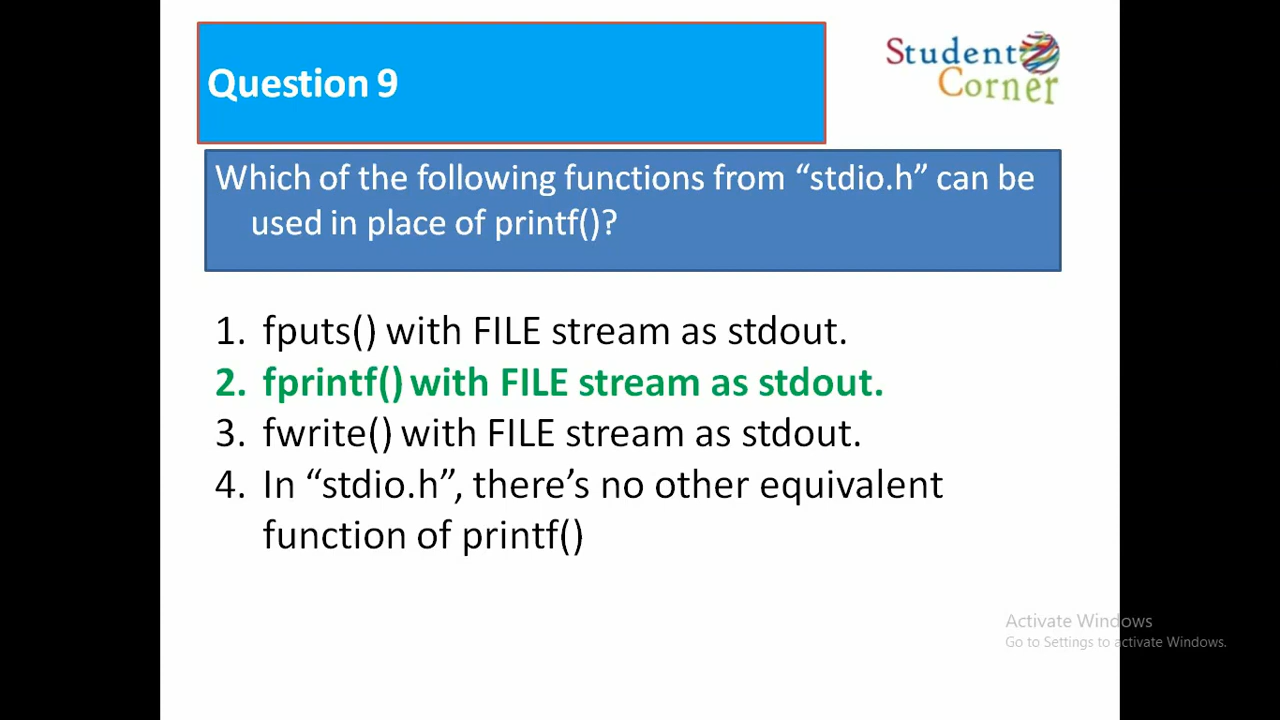 Question 9
Student
Corner
Which of the following functions from “stdio.h” can be
used in place of printf()?
1. fputs() with FILE stream as stdout.
2. fprintf() with FILE stream as stdout.
3. fwrite() with FILE stream as stdout.
4. In “stdio.h”, there’s no other equivalent
function of printf()
Activate Windows
Go to Settings to activate Windows.